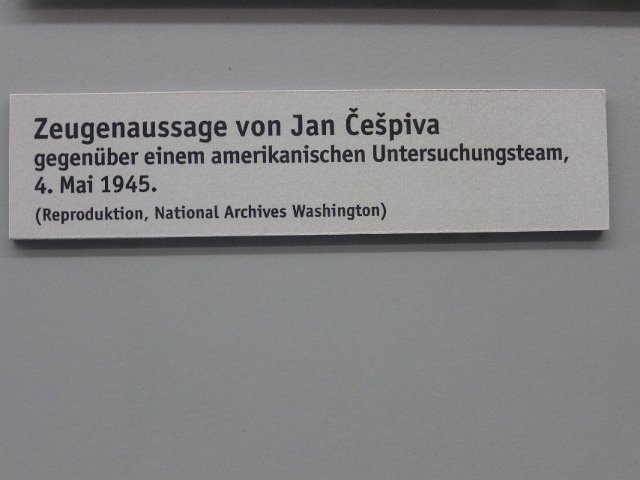 Zeugenaussage von Jan Češpiva
gegenüber einem amerikanischen Untersuchungsteam,
4. Mai 1945.
(Reproduktion, National Archives Washington)